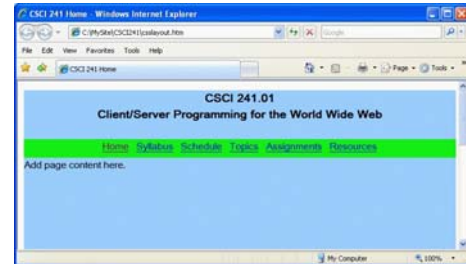 CSCI 241 Home - Windows Internet Explorer
C:\MySite\CSCI241\csslayout.htm
Google
File Edit View Favorites Tools Help
CSCI 241 Home
Page Tools
CSCI 241.01
Client/Server Programming for the World Wide Web
Home Syllabus Schedule Topics Assignments Resources
Add page content here.
My Computer 100%